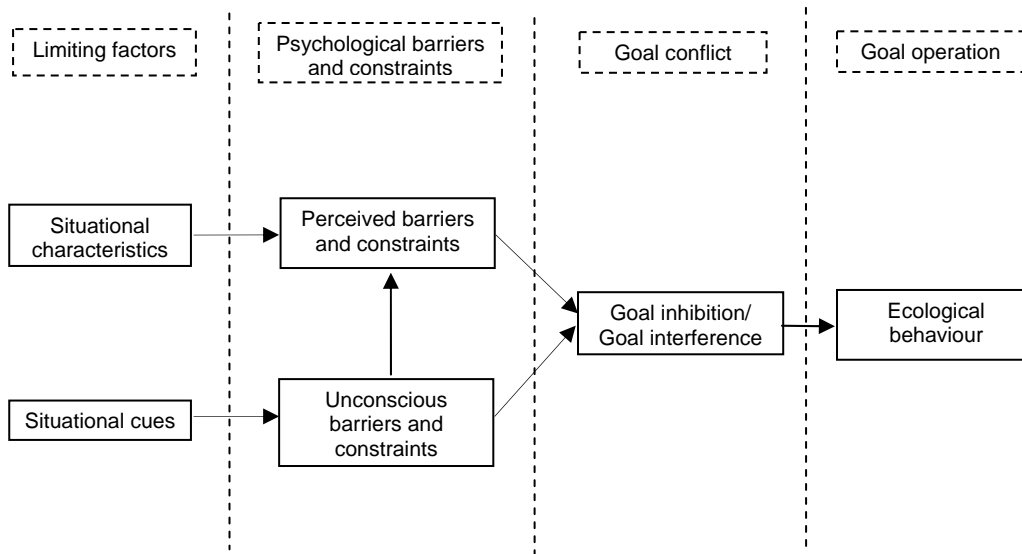 Limiting factors
Psychological barriers
and constraints
Goal conflict
Goal operation
Situational
characteristics
Perceived barriers
and constraints
Goal inhibition/
Goal interference
Ecological
behaviour
Situational cues
Unconscious
barriers and
constraints